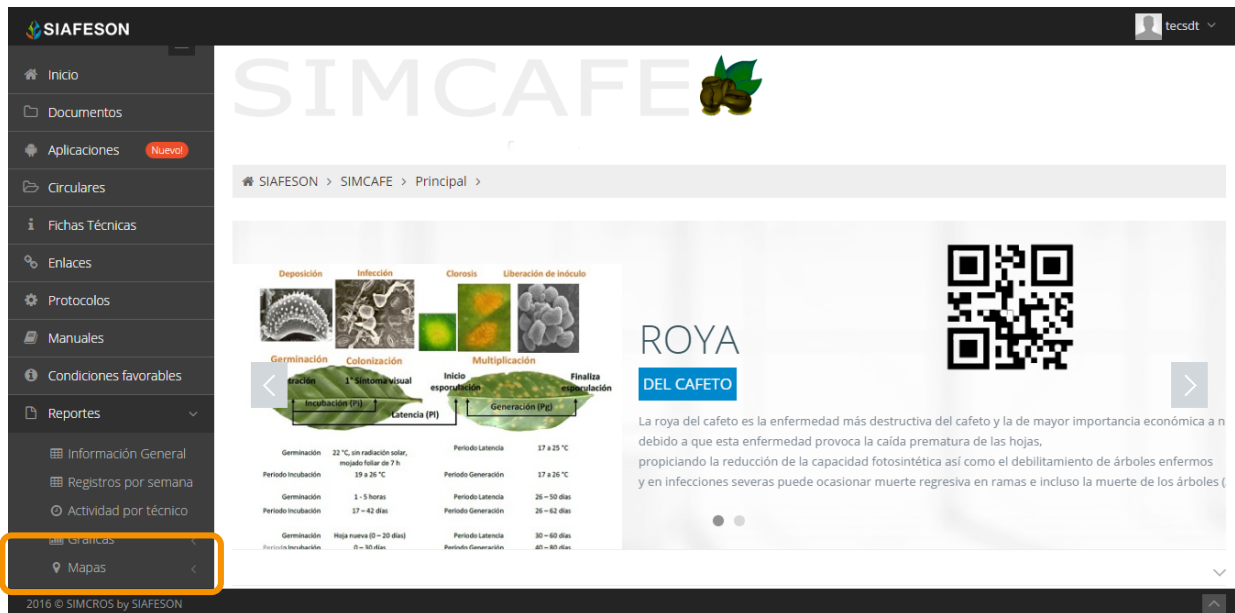 SIAFESON
tecsdt
Inicio
Documentos
Aplicaciones Nuevo!
Circulares
Fichas Técnicas
Enlaces
Protocolos
Manuales
Condiciones favorables
Reportes
Información General
Registros por semana
Actividad por técnico
Gráficas
Mapas
2016 © SIMCROS by SIAFESON
SIMCAFE
SIAFESON > SIMCAFE > Principal >
Deposición Infección Clorosis Liberación de inóculo
Germinación Colonización Multiplicación
tración 1° Síntoma visual Inicio esporulación Finaliza esporulación
Incubación (PI) Latencia (Pl) Generación (Pg)
Germinación 22 °C, sin radiación solar, Periodo Latencia 17 a 25 °C
mojado foliar de 7 h
Periodo Incubación 19 a 26 °C Periodo Generación 17 a 26 °C
Germinación 1 - 5 horas Periodo Latencia 26 – 50 días
Periodo Incubación 17 – 42 días Periodo Generación 26 – 62 días
Germinación Hoja nueva (0 – 20 días) Periodo Latencia 30 – 60 días
Periodo Incubación 0 – 30 días Periodo Generación 40 – 80 días
ROYA
DEL CAFETO
La roya del cafeto es la enfermedad más destructiva del cafeto y la de mayor importancia económica a n
debido a que esta enfermedad provoca la caída prematura de las hojas,
propiciando la reducción de la capacidad fotosintética así como el debilitamiento de árboles enfermos
y en infecciones severas puede ocasionar muerte regresiva en ramas e incluso la muerte de los árboles (